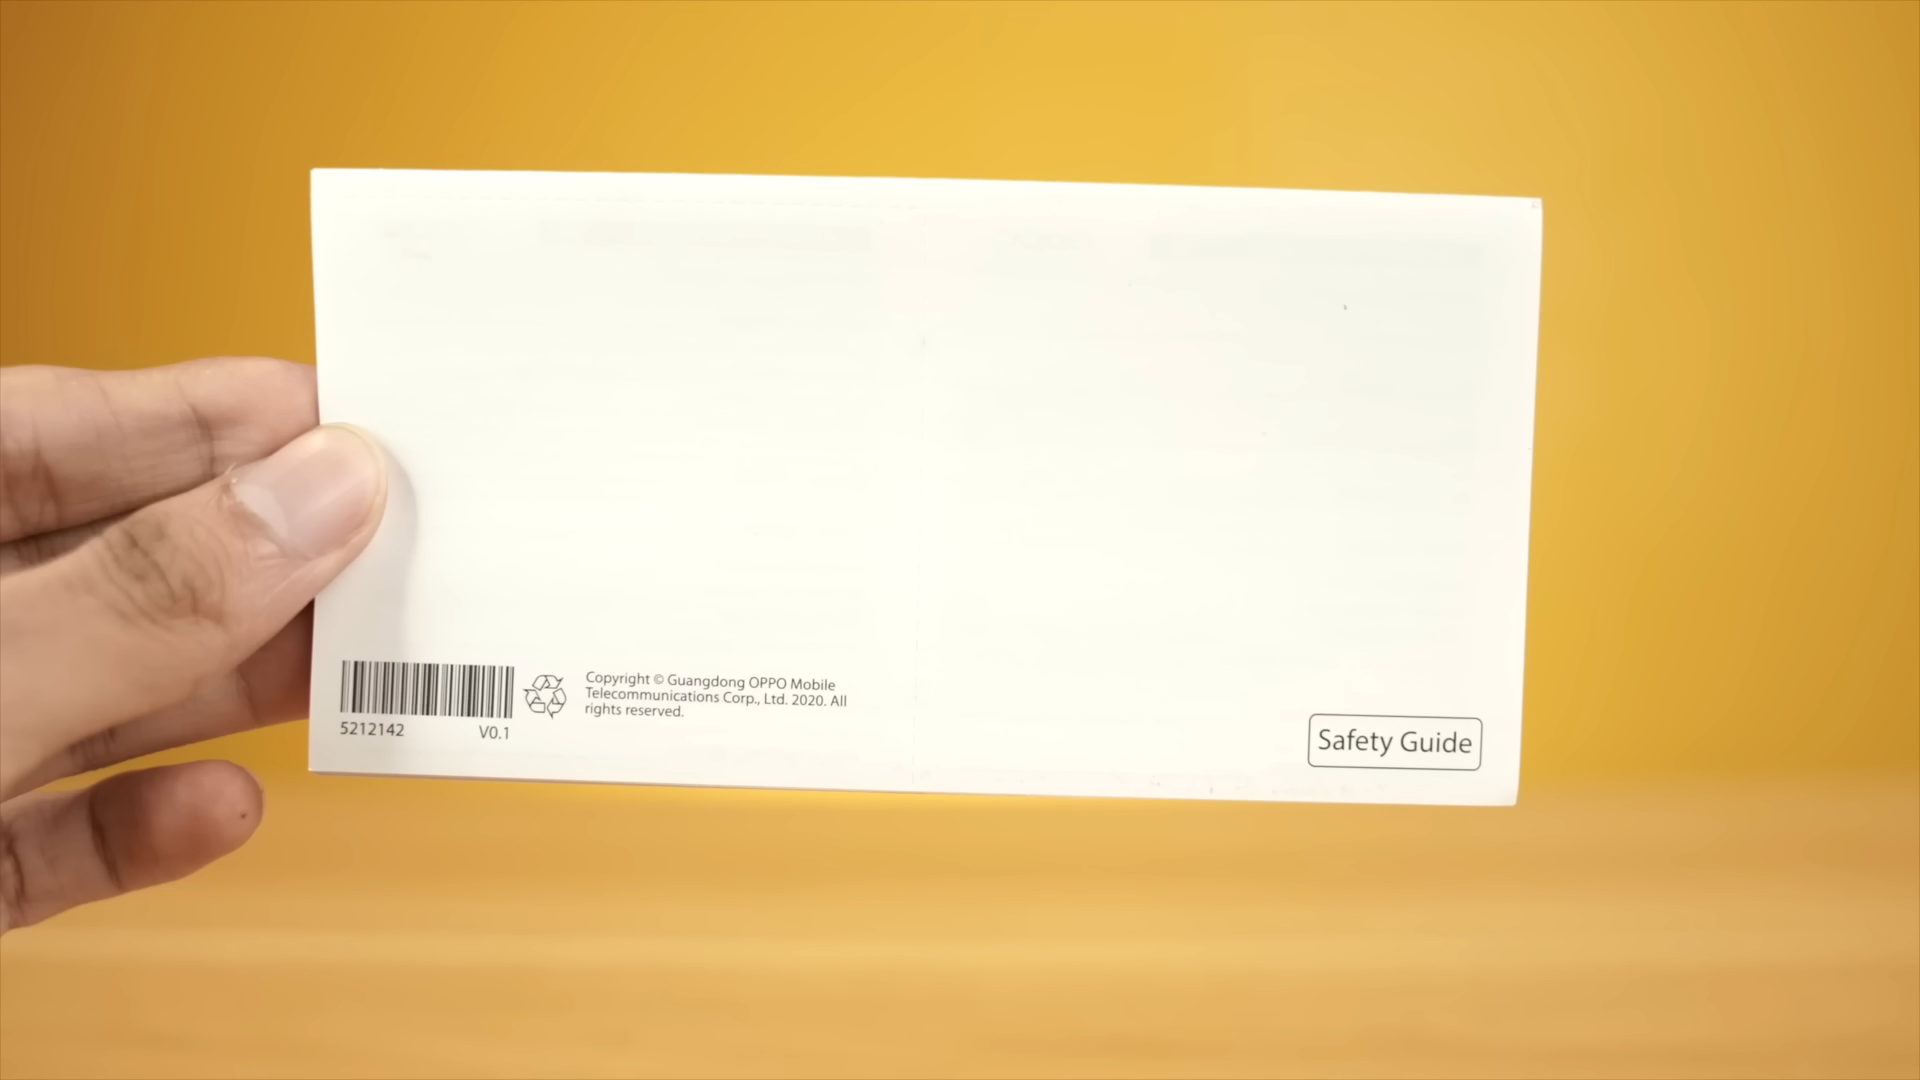 Copyright © Guangdong OPPO Mobile
Telecommunications Corp., Ltd. 2020. All
rights reserved.
5212142 V0.1
Safety Guide